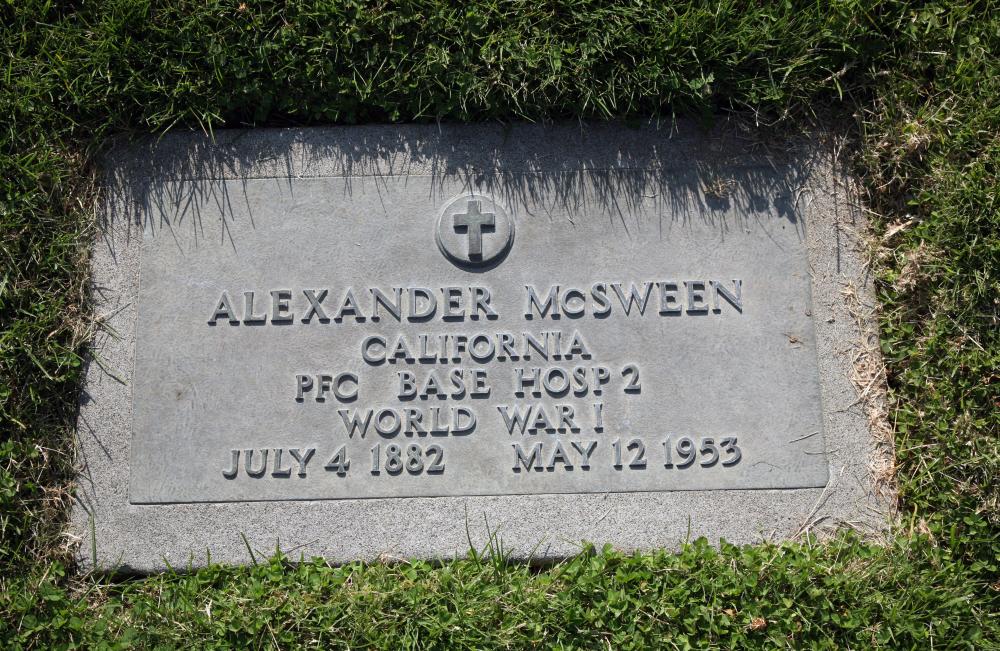 ALEXANDER McSWEEN
CALIFORNIA
PFC BASE HOSP 2
WORLD WAR I
JULY 4 1882 MAY 12 1953